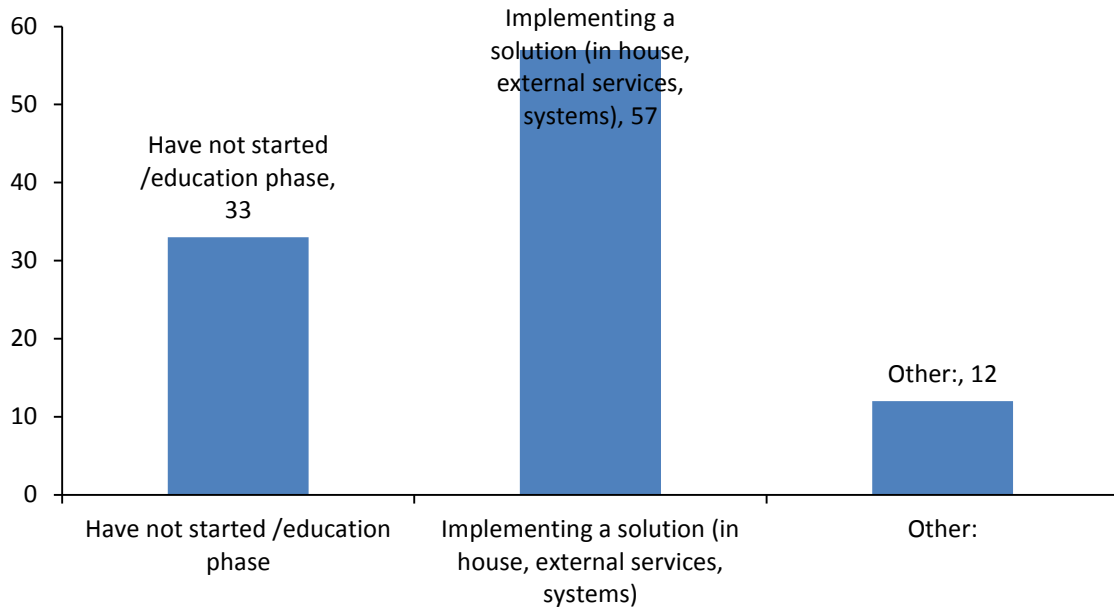 60
50
40
30
20
10
0
Have not started
/education phase,
33
Implementing a
solution (in house,
external services,
systems), 57
Other:, 12
Have not started /education
phase
Implementing a solution (in
house, external services,
systems)
Other: